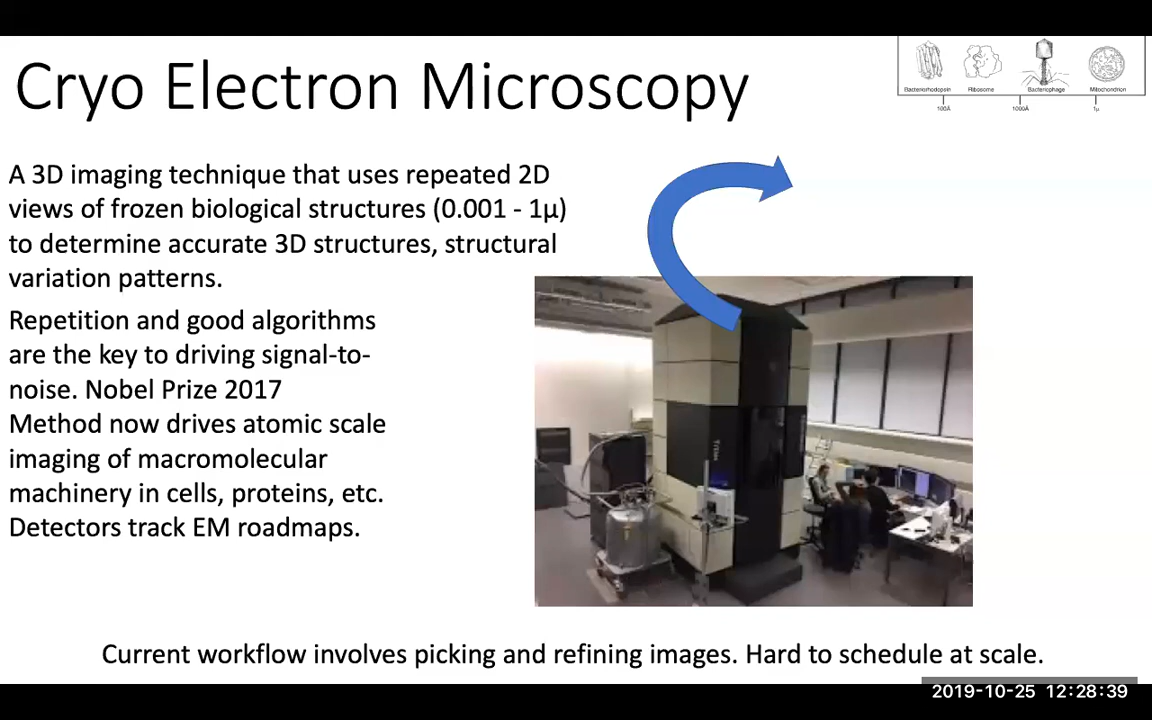 Cryo Electron Microscopy
Bacteriorhodopsin Ribosome Bacteriophage Mitochondrion
100Å 1000Å 1μ
A 3D imaging technique that uses repeated 2D
views of frozen biological structures (0.001 - 1µ)
to determine accurate 3D structures, structural
variation patterns.
Repetition and good algorithms
are the key to driving signal-to-
noise. Nobel Prize 2017
Method now drives atomic scale
imaging of macromolecular
machinery in cells, proteins, etc.
Detectors track EM roadmaps.
Current workflow involves picking and refining images. Hard to schedule at scale.
2019-10-25 12:28:39